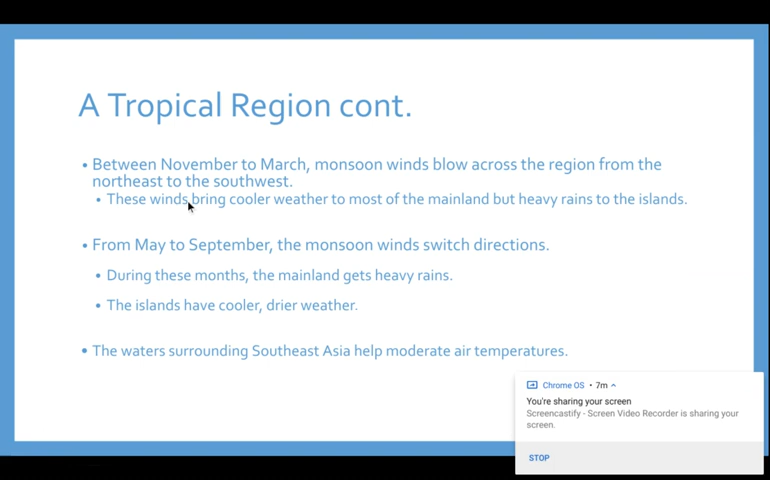 A Tropical Region cont.
• Between November to March, monsoon winds blow across the region from the
northeast to the southwest.
• These winds bring cooler weather to most of the mainland but heavy rains to the islands.
• From May to September, the monsoon winds switch directions.
• During these months, the mainland gets heavy rains.
• The islands have cooler, drier weather.
• The waters surrounding Southeast Asia help moderate air temperatures.
Chrome OS • 7m
You're sharing your screen
Screencastify - Screen Video Recorder is sharing your
screen.
STOP